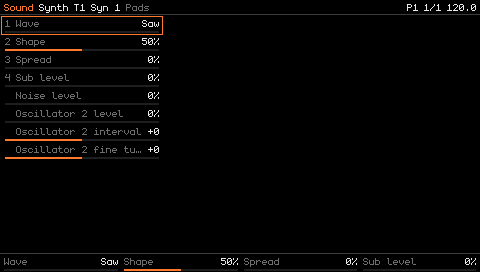 Sound Synth T1 Syn 1 Pads P1 1/1 120.0
1 Wave Saw
2 Shape 50%
3 Spread 0%
4 Sub level 0%
Noise level 0%
Oscillator 2 level 0%
Oscillator 2 interval +0
Oscillator 2 fine tu… +0
Wave Saw Shape 50% Spread 0% Sub level 0%